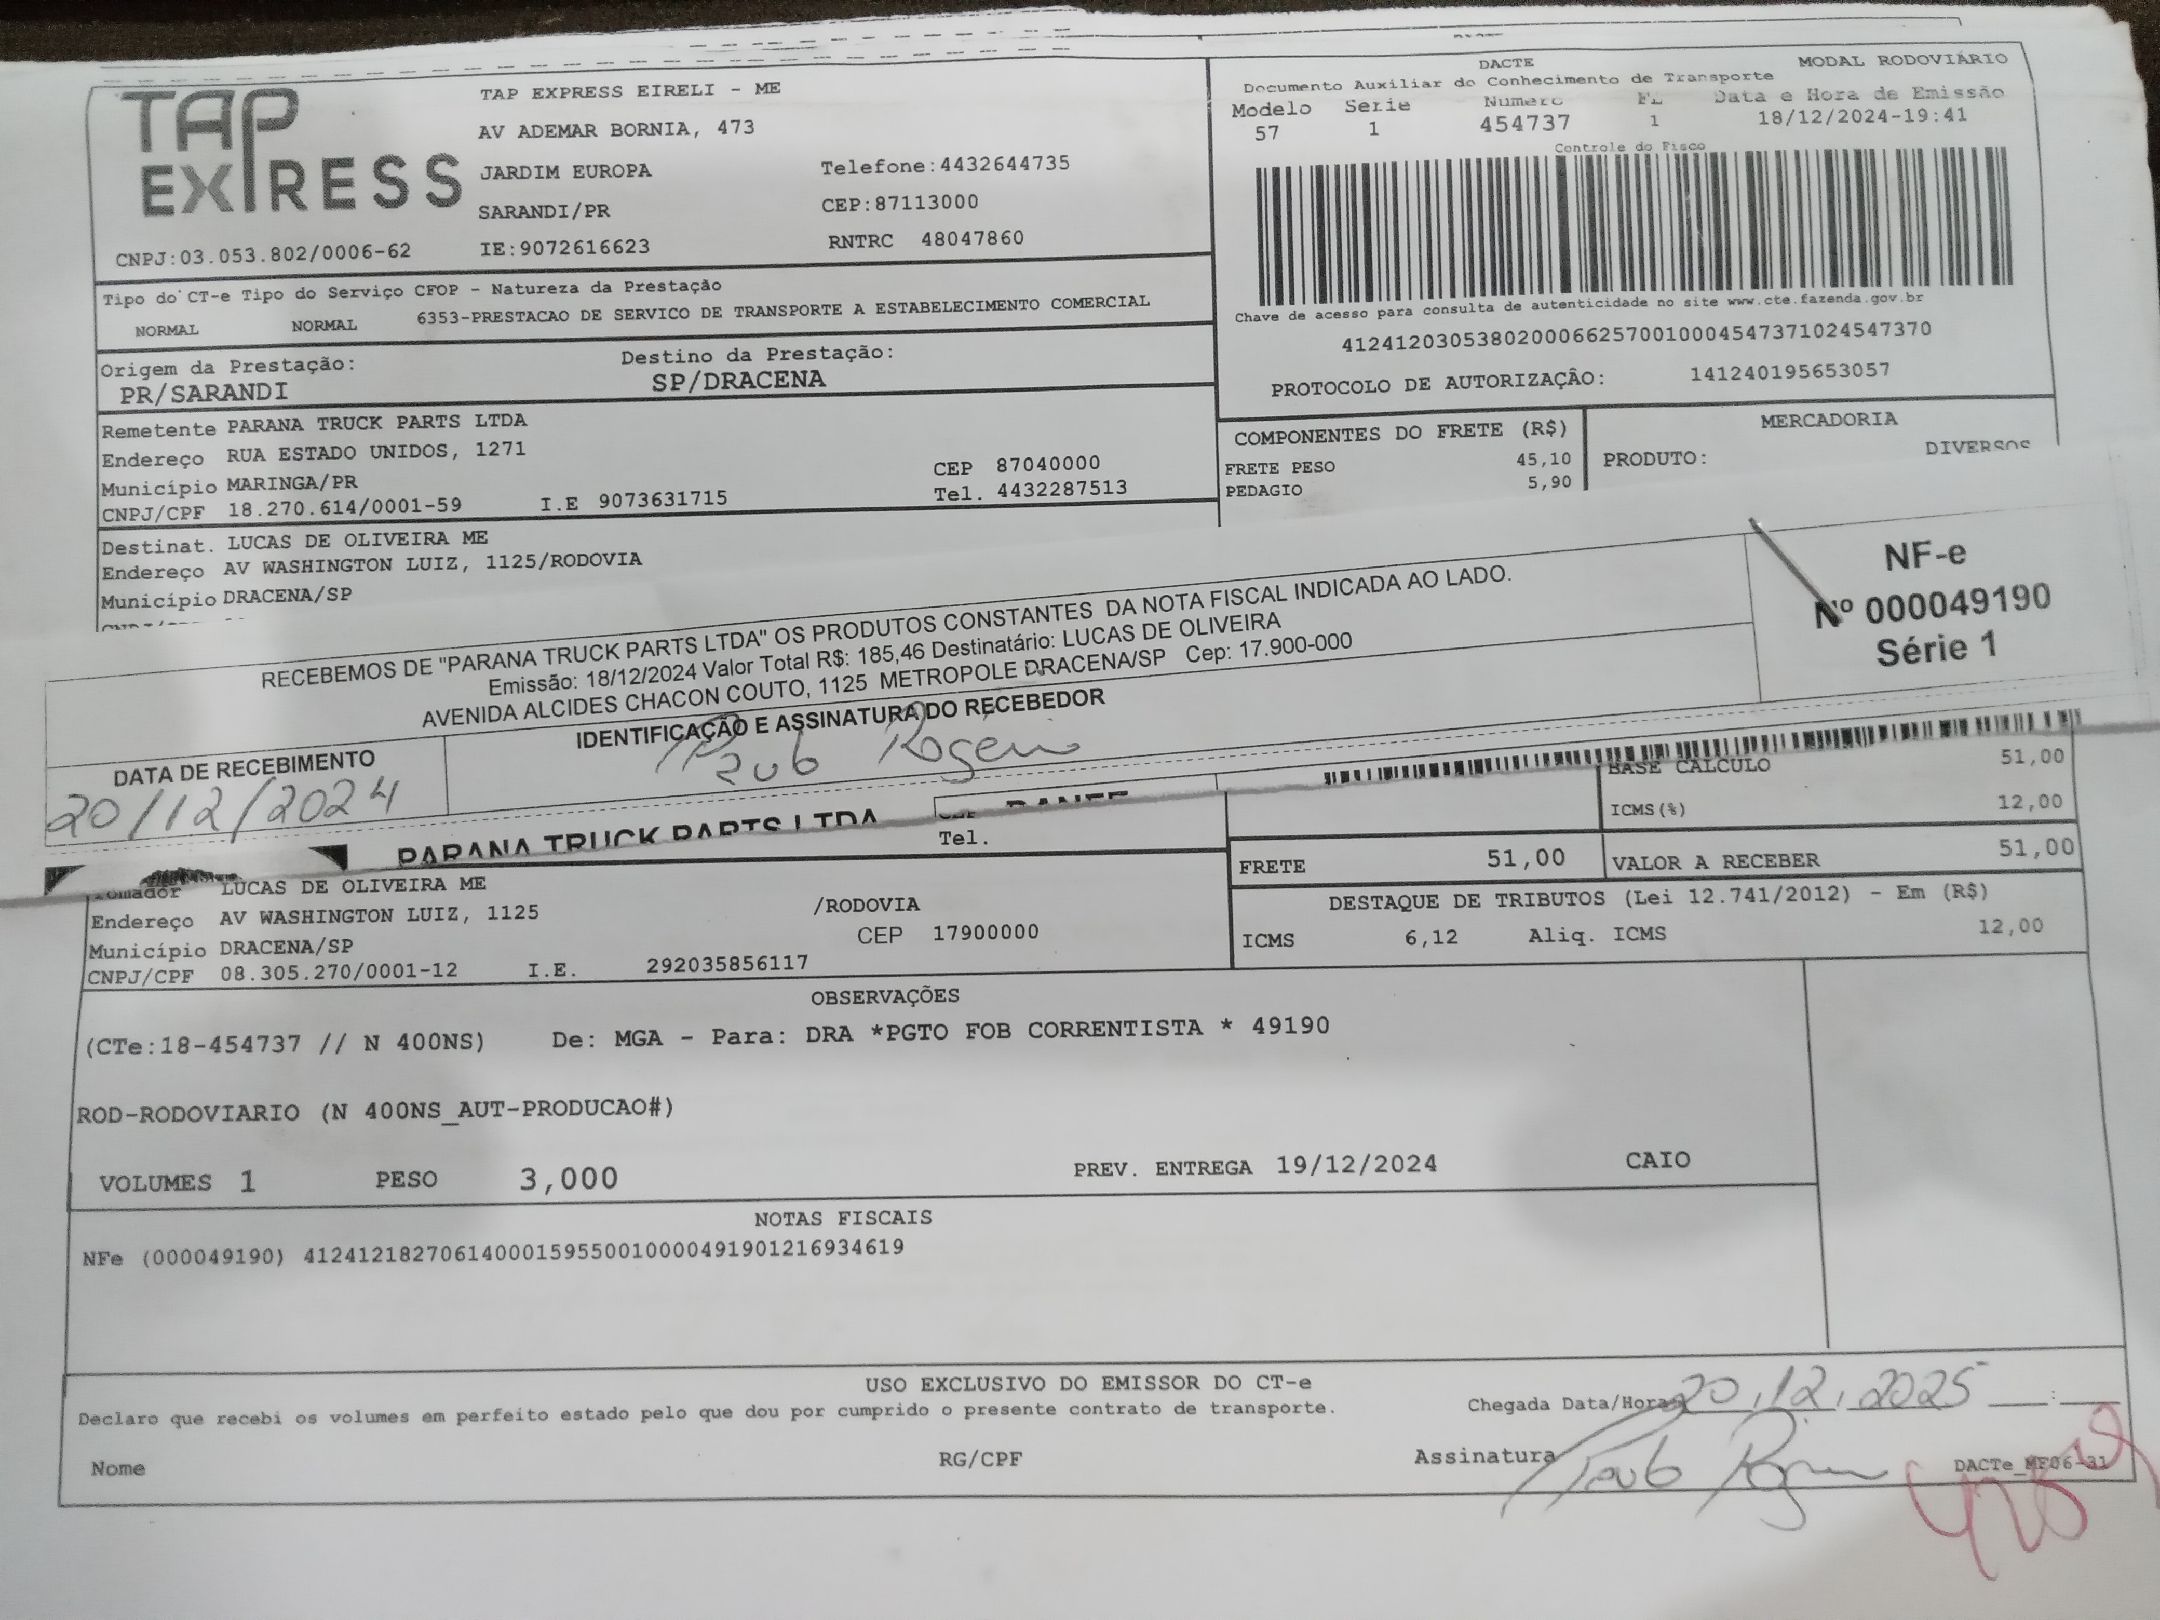 TAP EXPRESS
TAP EXPRESS EIRELI - ME
AV ADEMAR BORNIA, 473
JARDIM EUROPA Telefone:4432644735
SARANDI/PR CEP:87113000
CNPJ:03.053.802/0006-62 IE:9072616623 RNTRC 48047860
DACTE MODAL RODOVIÁRIO
Documento Auxiliar do Conhecimento de Transporte
Modelo Serie Numero FL Data e Hora de Emissão
57 1 454737 1 18/12/2024-19:41
Controle do Fisco
Chave de acesso para consulta de autenticidade no site www.cte.fazenda.gov.br
41241203053802000662570010004547371024547370
PROTOCOLO DE AUTORIZAÇÂO: 141240195653057
Tipo do CT-e Tipo do Serviço CFOP - Natureza da Prestação
NORMAL NORMAL 6353-PRESTACAO DE SERVICO DE TRANSPORTE A ESTABELECIMENTO COMERCIAL
Origem da Prestação: Destino da Prestação:
PR/SARANDI SP/DRACENA
Remetente PARANA TRUCK PARTS LTDA
Endereço RUA ESTADO UNIDOS, 1271
Município MARINGA/PR CEP 87040000
CNPJ/CPF 18.270.614/0001-59 I.E 9073631715 Tel. 4432287513
COMPONENTES DO FRETE (R$)
FRETE PESO 45,10
PEDAGIO 5,90
MERCADORIA
PRODUTO: DIVERSOS
Destinat. LUCAS DE OLIVEIRA ME
Endereço AV WASHINGTON LUIZ, 1125/RODOVIA
Município DRACENA/SP
RECEBEMOS DE "PARANA TRUCK PARTS LTDA" OS PRODUTOS CONSTANTES DA NOTA FISCAL INDICADA AO LADO.
Emissão: 18/12/2024 Valor Total R$: 185,46 Destinatário: LUCAS DE OLIVEIRA
AVENIDA ALCIDES CHACON COUTO, 1125 METROPOLE DRACENA/SP Cep: 17.900-000
NF-e
Nº 000049190
Série 1
DATA DE RECEBIMENTO
20/12/2024
IDENTIFICAÇÃO E ASSINATURA DO RECEBEDOR
PARANA TRUCK PARTS LTDA
Tel.
BASE CALCULO 51,00
ICMS(%) 12,00
FRETE 51,00 VALOR A RECEBER 51,00
Tomador LUCAS DE OLIVEIRA ME
Endereço AV WASHINGTON LUIZ, 1125 /RODOVIA
Município DRACENA/SP CEP 17900000
CNPJ/CPF 08.305.270/0001-12 I.E. 292035856117
DESTAQUE DE TRIBUTOS (Lei 12.741/2012) - Em (R$)
ICMS 6,12 Aliq. ICMS 12,00
OBSERVAÇÕES
(CTe:18-454737 // N 400NS) De: MGA - Para: DRA *PGTO FOB CORRENTISTA * 49190
ROD-RODOVIARIO (N 400NS_AUT-PRODUCAO#)
VOLUMES 1 PESO 3,000 PREV. ENTREGA 19/12/2024 CAIO
NOTAS FISCAIS
NFe (000049190) 41241218270614000159550010000491901216934619
USO EXCLUSIVO DO EMISSOR DO CT-e
Declaro que recebi os volumes em perfeito estado pelo que dou por cumprido o presente contrato de transporte.
Chegada Data/Hora 20,12,2025 :
Nome RG/CPF Assinatura
DACTe_MF06-31